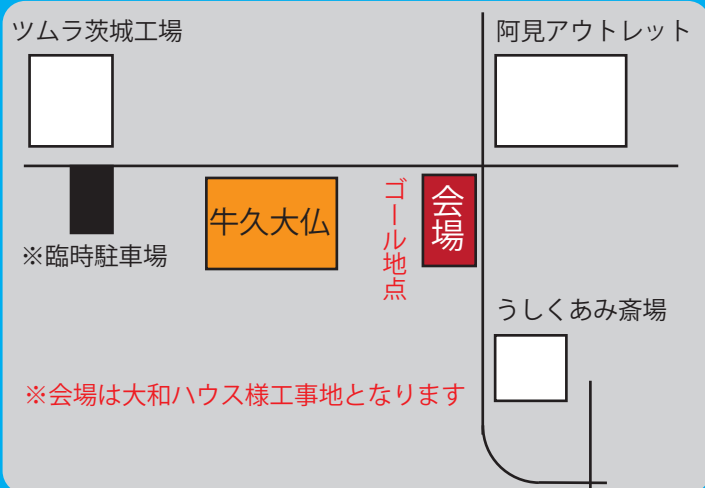 ツムラ茨城工場
阿見アウトレット
牛久大仏
ゴール地点
会場
※臨時駐車場
うしくあみ斎場
※会場は大和ハウス様工事地となります